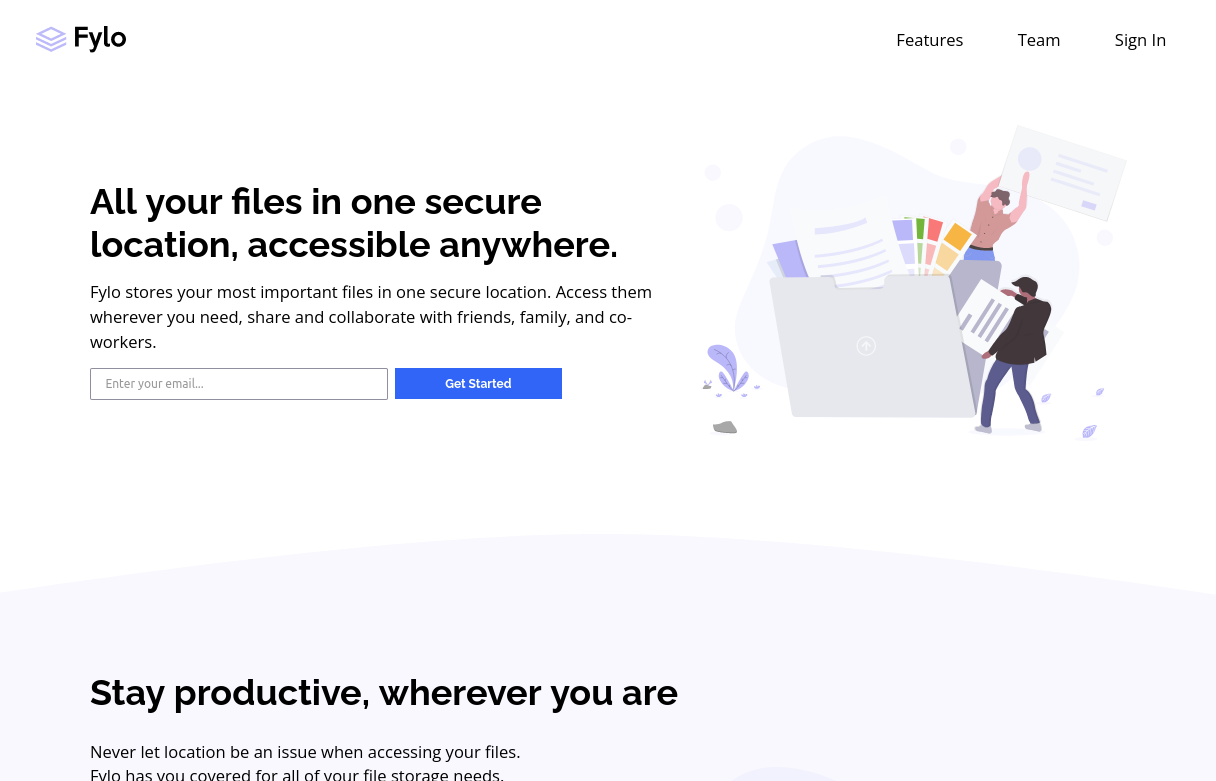 Fylo
Features
Team
Sign In
All your files in one secure
location, accessible anywhere.
Fylo stores your most important files in one secure location. Access them
wherever you need, share and collaborate with friends, family, and co-
workers.
Enter your email...
Get Started
Stay productive, wherever you are
Never let location be an issue when accessing your files.
Fylo has you covered for all of your file storage needs.